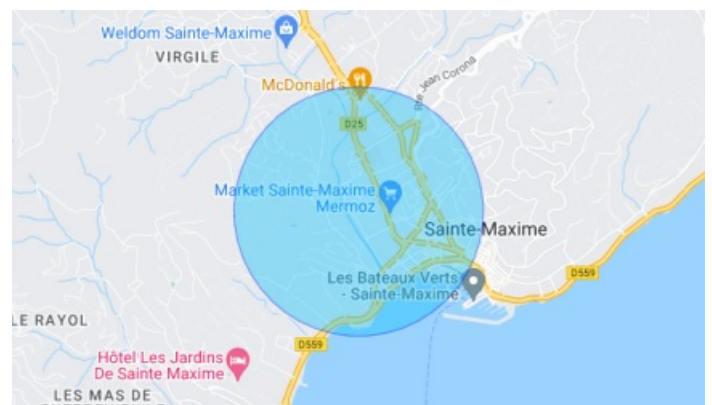 Weldom Sainte-Maxime
VIRGILE
McDonald's
Rte Jean Corona
D25
Market Sainte-Maxime
Mermoz
Sainte-Maxime
Les Bateaux Verts
- Sainte-Maxime
D559
LE RAYOL
D559
Hôtel Les Jardins
De Sainte Maxime
LES MAS DE